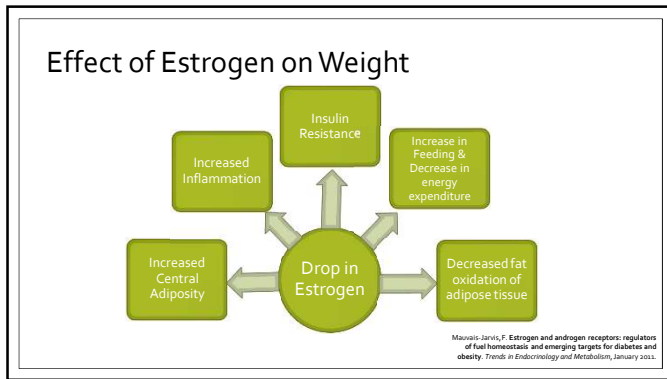 Effect of Estrogen on Weight
Insulin
Resistance
Increased
Inflammation
Increase in
Feeding &
Decrease in
energy
expenditure
Increased
Central
Adiposity
Drop in
Estrogen
Decreased fat
oxidation of
adipose tissue
Mauvais-Jarvis, F. Estrogen and androgen receptors: regulators
of fuel homeostasis and emerging targets for diabetes and
obesity. Trends in Endocrinology and Metabolism, January 2011.